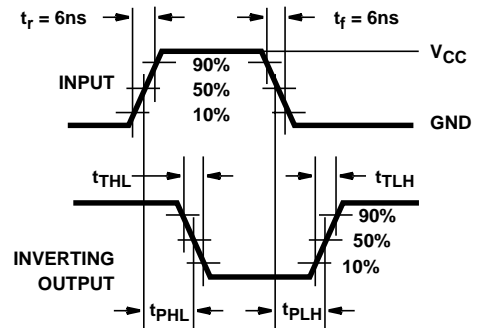 tr = 6ns
tf = 6ns
VCC
90%
INPUT
50%
10%
GND
tTHL
tTLH
90%
50%
INVERTING
OUTPUT
10%
tPHL
tPLH